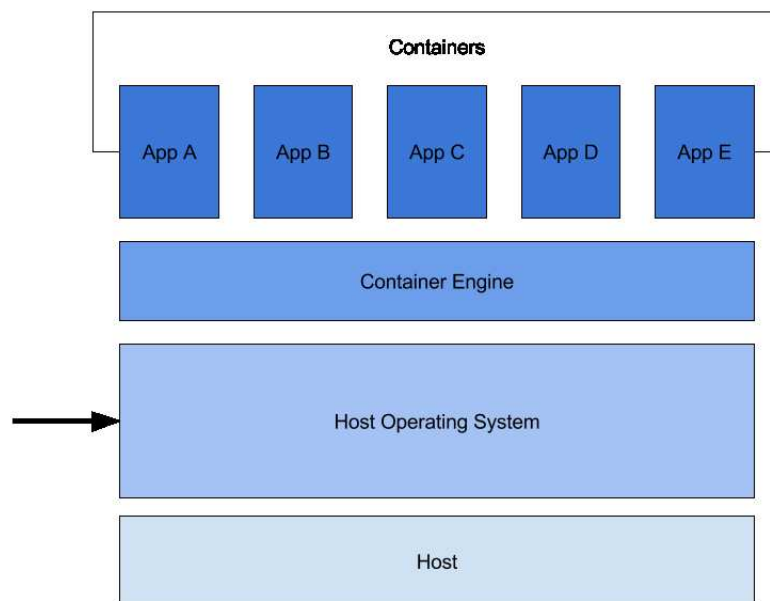 Containers
App A
App B
App C
App D
App E
Container Engine
Host Operating System
Host